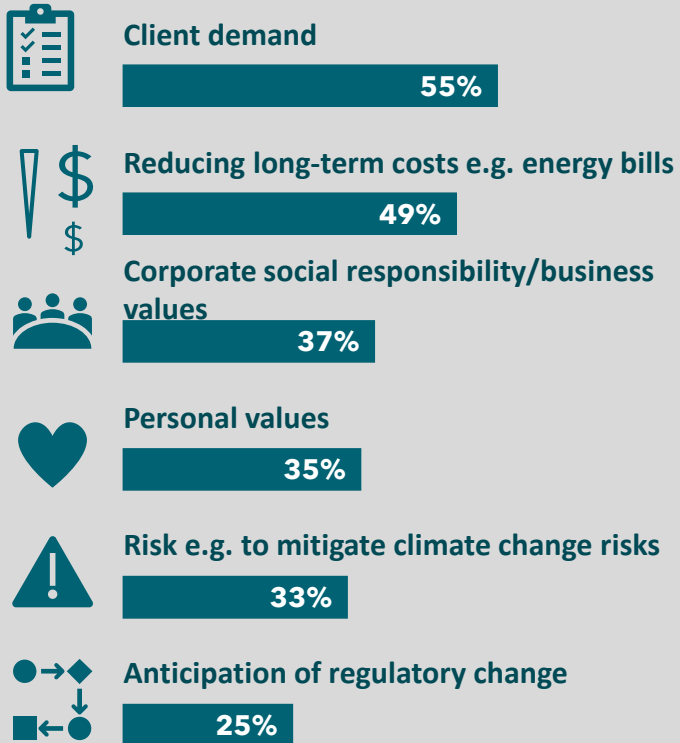 Client demand
55%
$
Reducing long-term costs e.g. energy bills
$
49%
Corporate social responsibility/business
values
37%
Personal values
35%
Risk e.g. to mitigate climate change risks
33%
Anticipation of regulatory change
25%